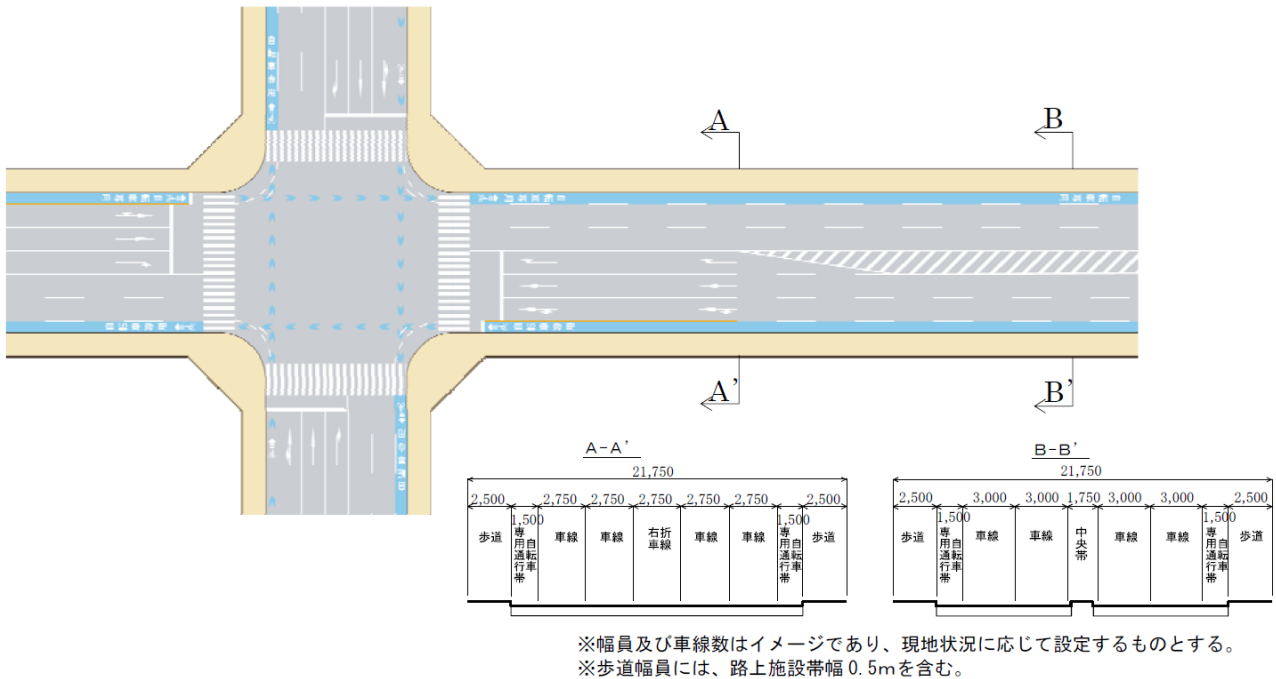 A
B
A'
B'
A-A'
21,750
2,500
1,500
2,750
2,750
2,750
2,750
2,750
1,500
2,500
歩道
自転車
専用通行帯
車線
車線
右折
車線
車線
車線
自転車
専用通行帯
歩道
B-B'
21,750
2,500
1,500
3,000
3,000
1,750
3,000
3,000
1,500
2,500
歩道
自転車
専用通行帯
車線
車線
中央帯
車線
車線
自転車
専用通行帯
歩道
※幅員及び車線数はイメージであり、現地状況に応じて設定するものとする。
※歩道幅員には、路上施設帯幅0.5mを含む。